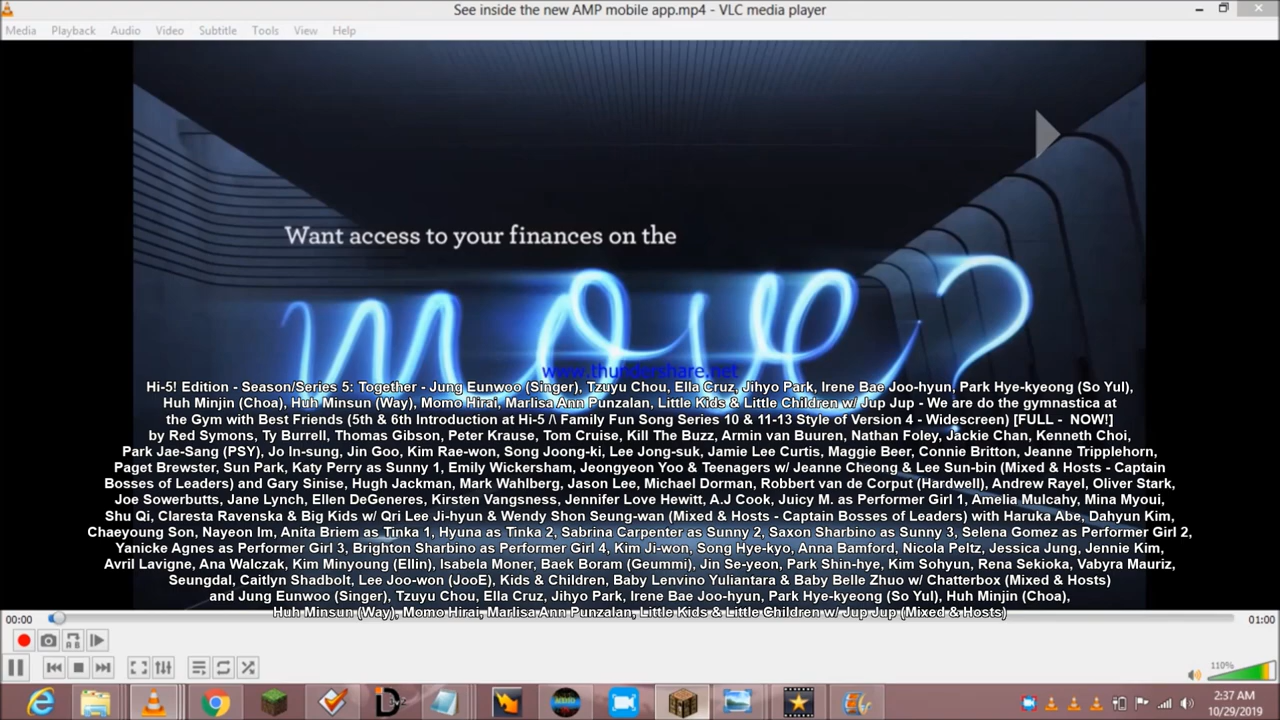 See inside the new AMP mobile app.mp4 - VLC media player
Media Playback Audio Video Subtitle Tools View Help
Want access to your finances on the
move?
www.thundershare.net
Hi-5! Edition - Season/Series 5: Together - Jung Eunwoo (Singer), Tzuyu Chou, Ella Cruz, Jihyo Park, Irene Bae Joo-hyun, Park Hye-kyeong (So Yul),
Huh Minjin (Choa), Huh Minsun (Way), Momo Hirai, Marlisa Ann Punzalan, Little Kids & Little Children w/ Jup Jup - We are do the gymnastica at
the Gym with Best Friends (5th & 6th Introduction at Hi-5 /\ Family Fun Song Series 10 & 11-13 Style of Version 4 - Widescreen) [FULL - NOW!]
by Red Symons, Ty Burrell, Thomas Gibson, Peter Krause, Tom Cruise, Kill The Buzz, Armin van Buuren, Nathan Foley, Jackie Chan, Kenneth Choi,
Park Jae-Sang (PSY), Jo In-sung, Jin Goo, Kim Rae-won, Song Joong-ki, Lee Jong-suk, Jamie Lee Curtis, Maggie Beer, Connie Britton, Jeanne Tripplehorn,
Paget Brewster, Sun Park, Katy Perry as Sunny 1, Emily Wickersham, Jeongyeon Yoo & Teenagers w/ Jeanne Cheong & Lee Sun-bin (Mixed & Hosts - Captain
Bosses of Leaders) and Gary Sinise, Hugh Jackman, Mark Wahlberg, Jason Lee, Michael Dorman, Robbert van de Corput (Hardwell), Andrew Rayel, Oliver Stark,
Joe Sowerbutts, Jane Lynch, Ellen DeGeneres, Kirsten Vangsness, Jennifer Love Hewitt, A.J Cook, Juicy M. as Performer Girl 1, Amelia Mulcahy, Mina Myoui,
Shu Qi, Claresta Ravenska & Big Kids w/ Qri Lee Ji-hyun & Wendy Shon Seung-wan (Mixed & Hosts - Captain Bosses of Leaders) with Haruka Abe, Dahyun Kim,
Chaeyoung Son, Nayeon Im, Anita Briem as Tinka 1, Hyuna as Tinka 2, Sabrina Carpenter as Sunny 2, Saxon Sharbino as Sunny 3, Selena Gomez as Performer Girl 2,
Yanicke Agnes as Performer Girl 3, Brighton Sharbino as Performer Girl 4, Kim Ji-won, Song Hye-kyo, Anna Bamford, Nicola Peltz, Jessica Jung, Jennie Kim,
Avril Lavigne, Ana Walczak, Kim Minyoung (Ellin), Isabela Moner, Baek Boram (Geummi), Jin Se-yeon, Park Shin-hye, Kim Sohyun, Rena Sekioka, Vabyra Mauriz,
Seungdal, Caitlyn Shadbolt, Lee Joo-won (JooE), Kids & Children, Baby Lenvino Yuliantara & Baby Belle Zhuo w/ Chatterbox (Mixed & Hosts)
and Jung Eunwoo (Singer), Tzuyu Chou, Ella Cruz, Jihyo Park, Irene Bae Joo-hyun, Park Hye-kyeong (So Yul), Huh Minjin (Choa),
Huh Minsun (Way), Momo Hirai, Marlisa Ann Punzalan, Little Kids & Little Children w/ Jup Jup (Mixed & Hosts)
00:00 01:00
110%
2:37 AM
10/29/2019